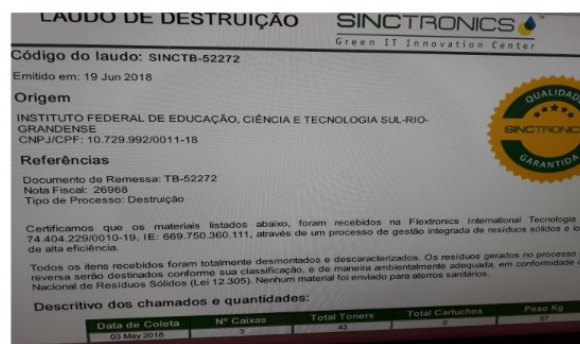 LAUDO DE DESTRUIÇÃO
SINCTRONICS
Green IT Innovation Center
Código do laudo: SINCTB-52272
Emitido em: 19 Jun 2018
Origem
INSTITUTO FEDERAL DE EDUCAÇÃO, CIÊNCIA E TECNOLOGIA SUL-RIO-
GRANDENSE
CNPJ/CPF: 10.729.992/0011-18
QUALIDADE
SINCTRONICS
GARANTIDA
Referências
Documento de Remessa: TB-52272
Nota Fiscal: 26968
Tipo de Processo: Destruição
Certificamos que os materiais listados abaixo, foram recebidos na Flextronics International Tecnologia
74.404.229/0010-19, IE: 669.750.360.111, através de um processo de gestão integrada de resíduos sólidos e
de alta eficiência.
Todos os itens recebidos foram totalmente desmontados e descaracterizados. Os resíduos gerados no processo
reversa serão destinados conforme sua classificação, e de maneira ambientalmente adequada, em conformidade
Nacional de Resíduos Sólidos (Lei 12.305). Nenhum material foi enviado para aterros sanitários.
Descritivo dos chamados e quantidades:
Data de Coleta Nº Caixas Total Toners Total Cartuchos Peso Kg
03 May 2018 3 43 0 57